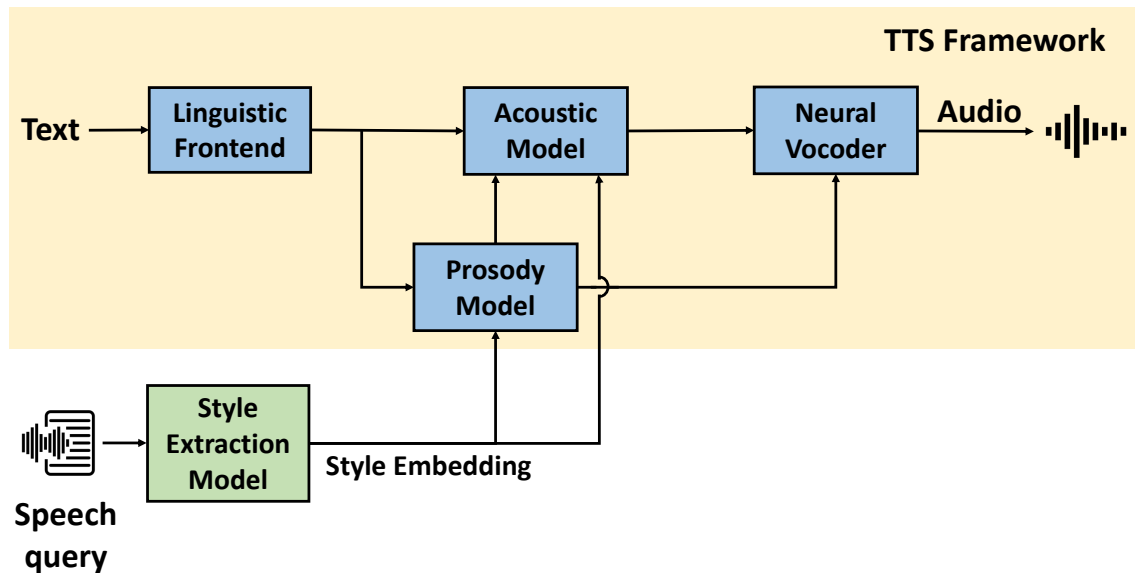 TTS Framework
Text
Linguistic
Frontend
Acoustic
Model
Neural
Vocoder
Audio
Prosody
Model
Style
Extraction
Model
Style Embedding
Speech
query